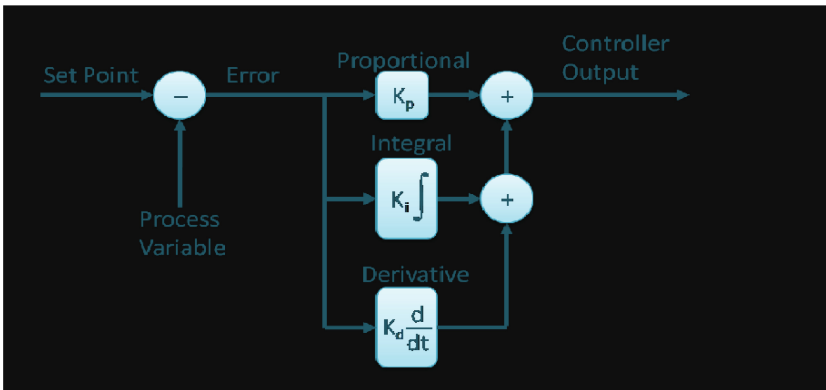 Set Point
−
Error
Proportional
Kp
+
Controller
Output
Integral
Ki ∫
+
Process
Variable
Derivative
Kd d/dt